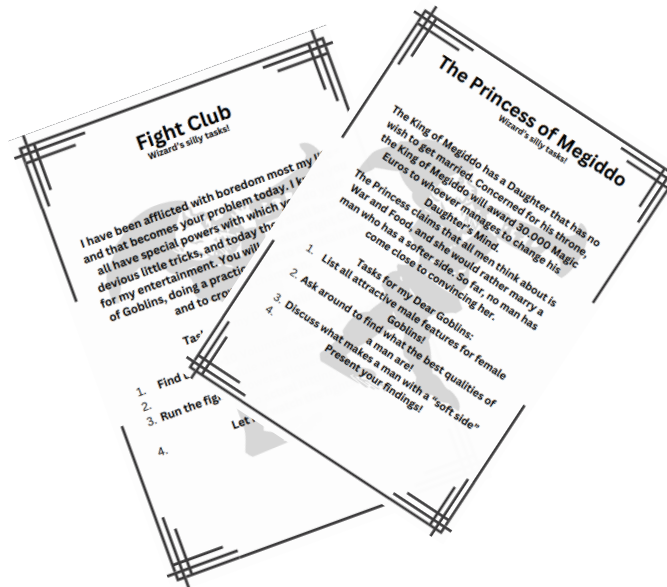 Fight Club
Wizard's silly tasks!
I have been afflicted with boredom most my
and that becomes your problem today. I
all have special powers with which
devious little tricks, and today
for my entertainment. You will
of Goblins, doing a
and to
1. Find
2.
3. Run the
4.
The Princess of Megiddo
Wizard's silly tasks!
The King of Megiddo has a Daughter that has no
wish to get married. Concerned for his throne
the King of Megiddo will award 30.000 Magic
Euros to whoever manages to change his
Daughter's Mind.
The Princess claims that all men think about is
War and Food, and she would rather marry a
man who has a softer side. So far, no man has
come close to convincing her.
Tasks for my Dear Goblins:
1. List all attractive male features for female
Goblins!
2. Ask around to find what the best qualities of
a man are!
3. Discuss what makes a man with a "soft side"
4. Present your findings!